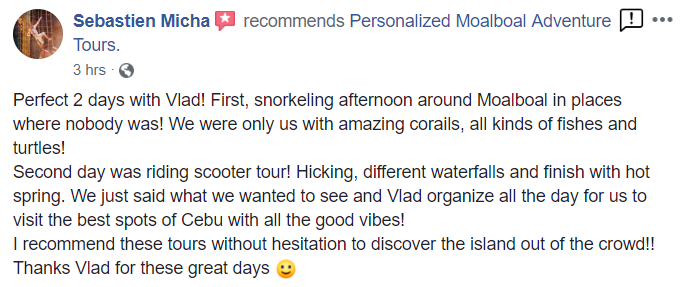 Sebastien Micha recommends Personalized Moalboal Adventure
Tours.
3 hrs ·
Perfect 2 days with Vlad! First, snorkeling afternoon around Moalboal in places
where nobody was! We were only us with amazing corails, all kinds of fishes and
turtles!
Second day was riding scooter tour! Hicking, different waterfalls and finish with hot
spring. We just said what we wanted to see and Vlad organize all the day for us to
visit the best spots of Cebu with all the good vibes!
I recommend these tours without hesitation to discover the island out of the crowd!!
Thanks Vlad for these great days 🙂